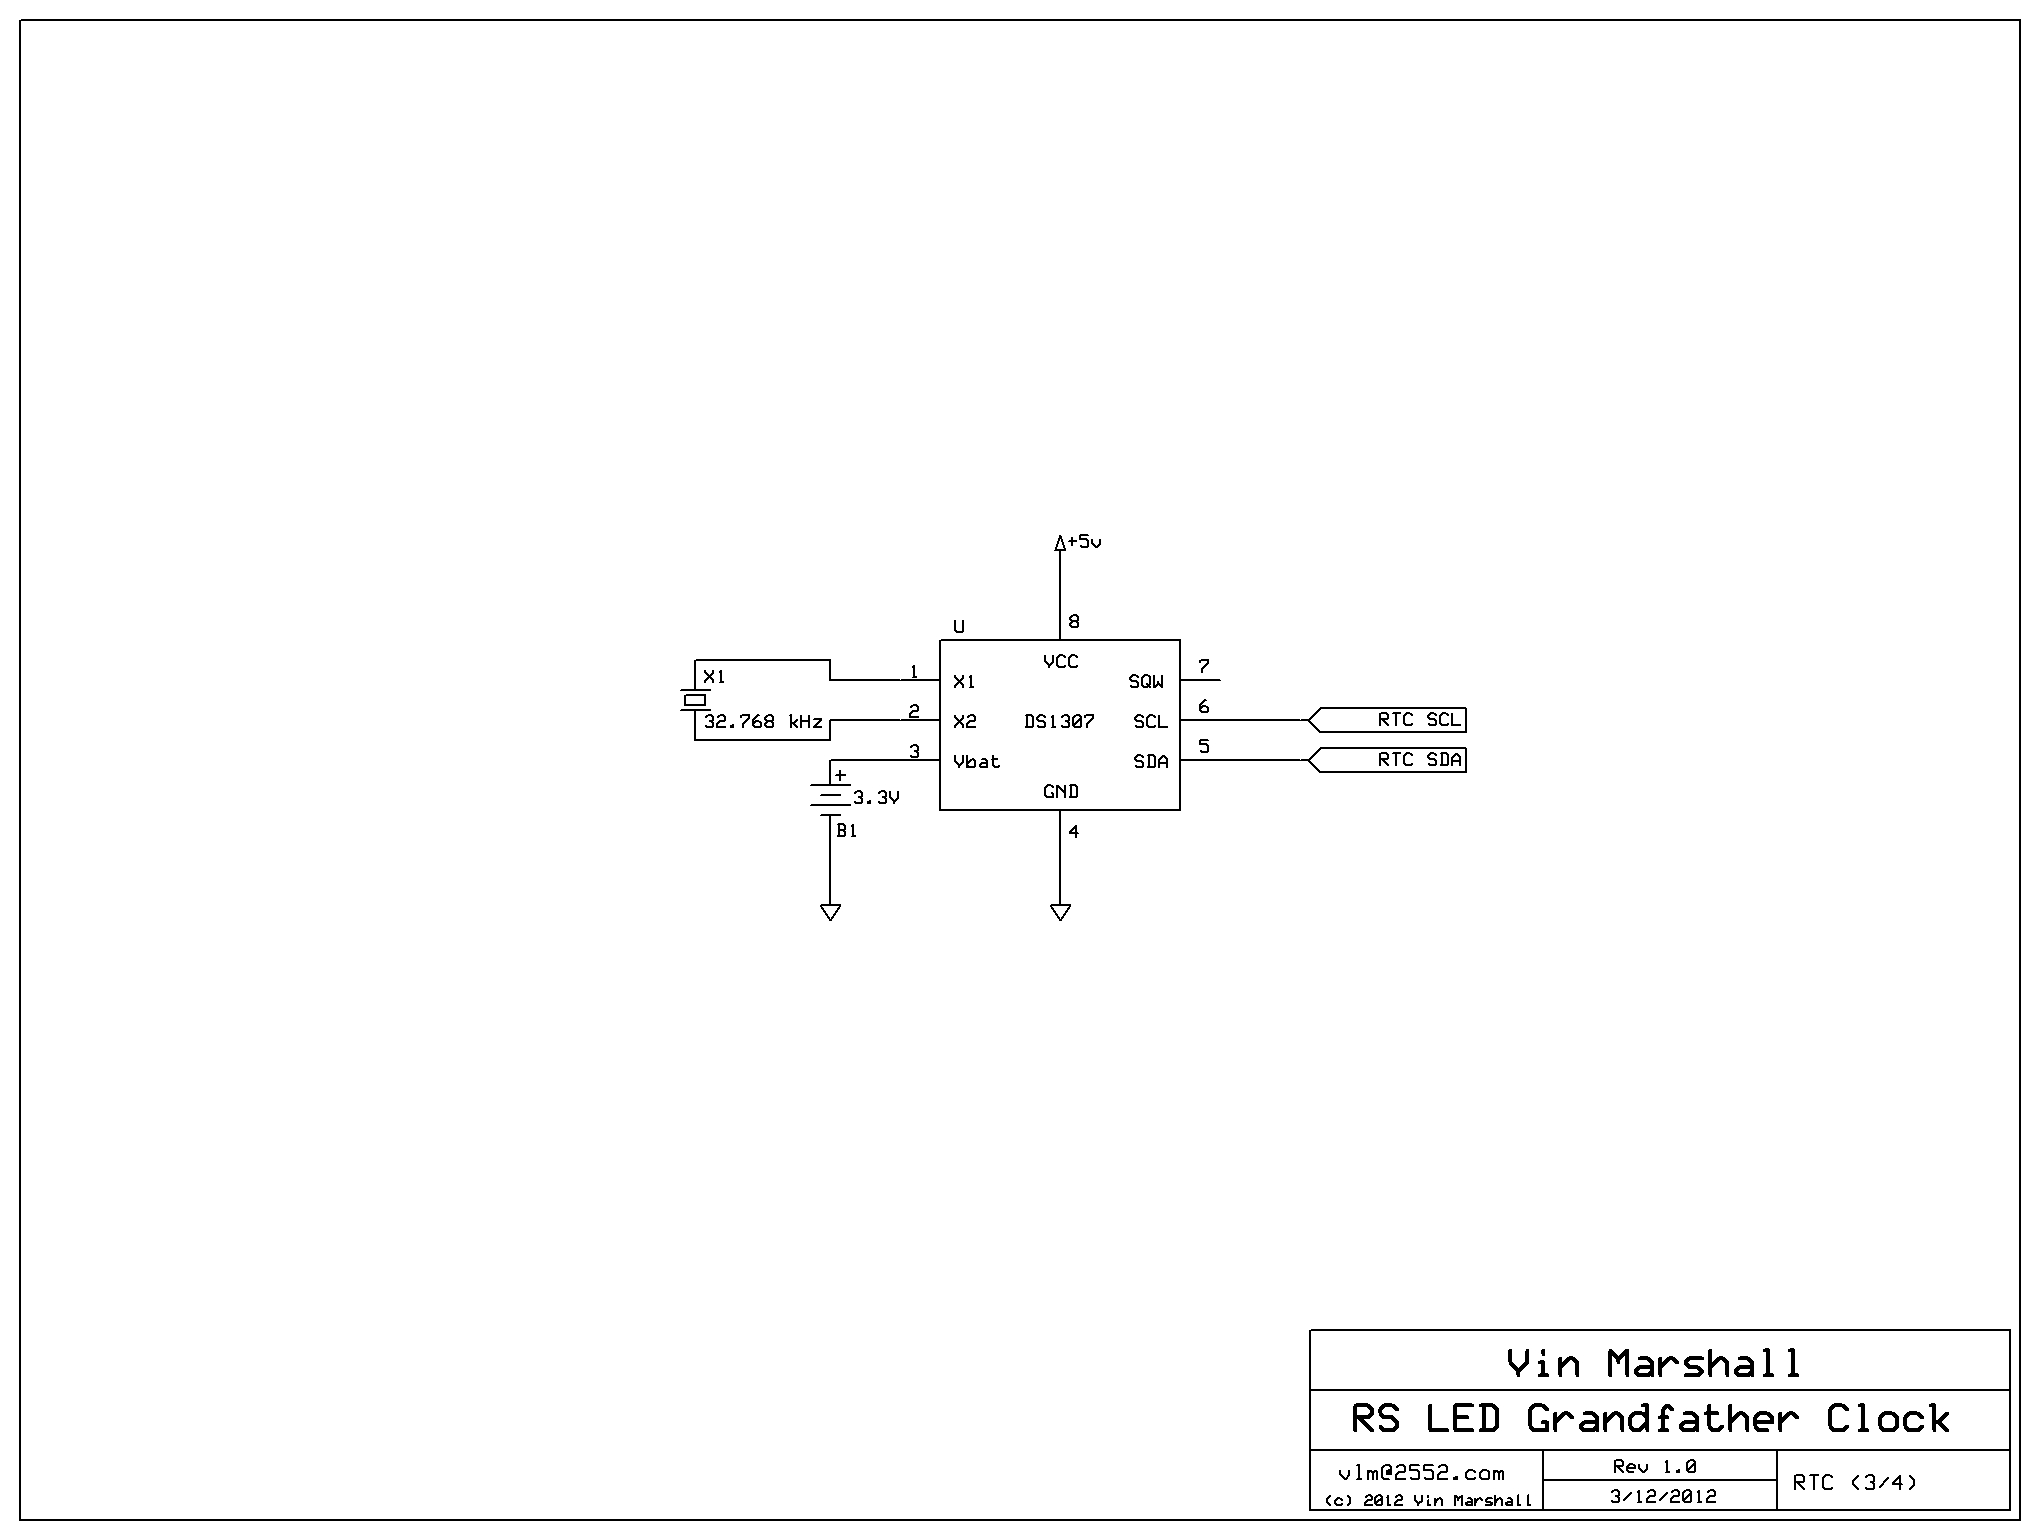 +5v
8
U
VCC
1
X1
SQW
7
X1
32.768 kHz
2
X2
DS1307
SCL
6
RTC SCL
3
Vbat
SDA
5
RTC SDA
+
3.3V
B1
GND
4
Vin Marshall
RS LED Grandfather Clock
vlm@2552.com
(c) 2012 Vin Marshall
Rev 1.0
3/12/2012
RTC (3/4)